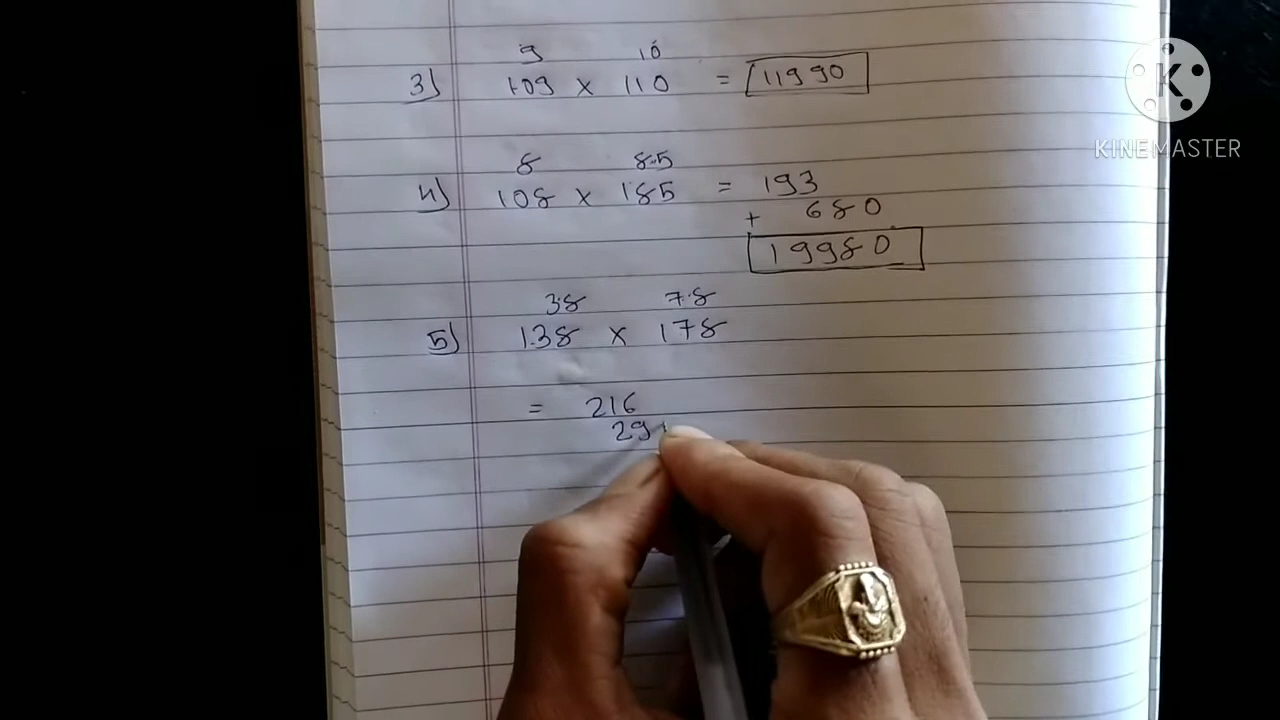 9 10
3) 109 x 110 = 11990
8 85
4) 108 x 185 = 193
+ 680
19980
38 78
5) 138 x 178
= 216
29
K
KINEMASTER